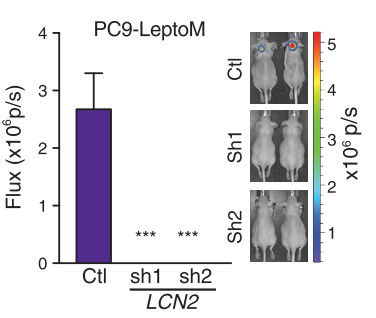 PC9-LeptoM
Flux (x10⁶p/s)
4
3
2
1
0
*** ***
Ctl sh1 sh2
LCN2
Ctl
Sh1
Sh2
5
4
3
2
1
x10⁶ p/s